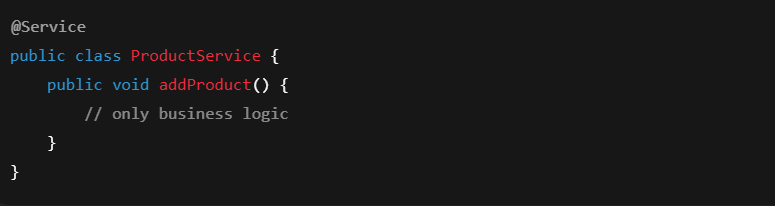 @Service
public class ProductService {
    public void addProduct() {
        // only business logic
    }
}